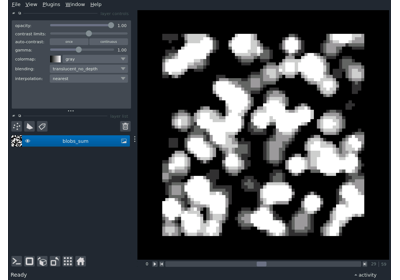 File View Plugins Window Help
opacity: 1.00
contrast limits:
auto-contrast: once continuous
gamma: 1.00
colormap: gray
blending: translucent_no_depth
interpolation: nearest
blobs_sum
Ready
activity